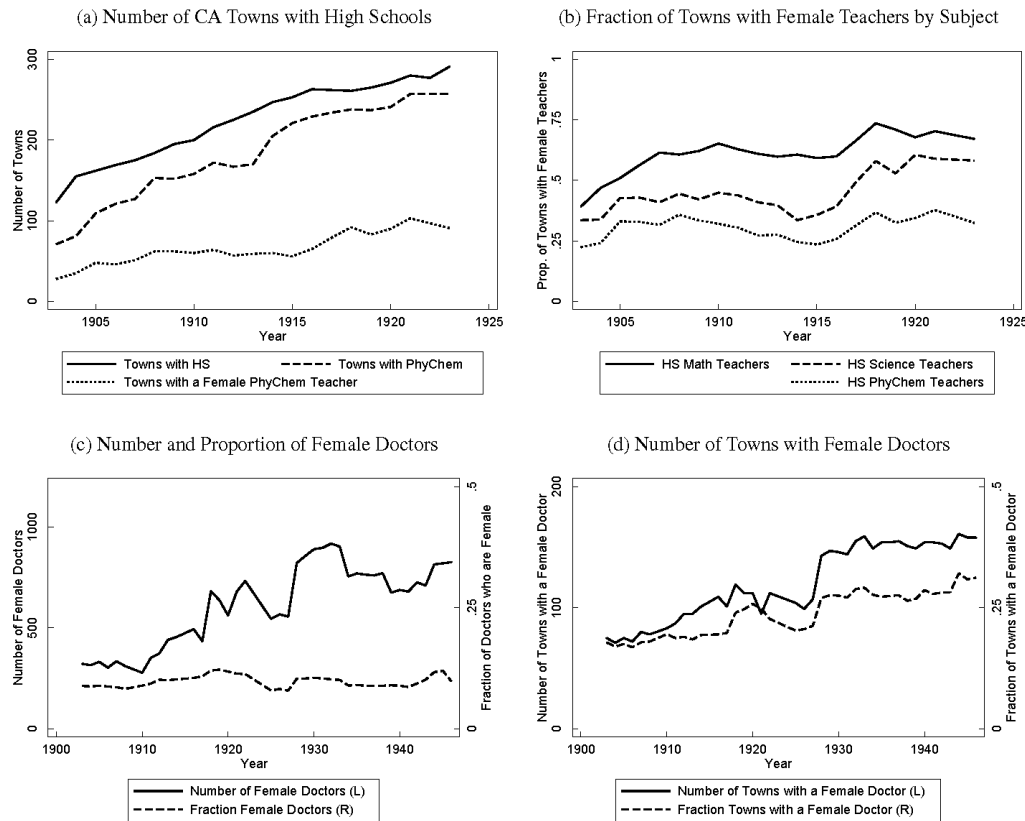 (a) Number of CA Towns with High Schools
Number of Towns
300
200
100
0
1905 1910 1915 1920 1925
Year
Towns with HS Towns with PhyChem
Towns with a Female PhyChem Teacher
(b) Fraction of Towns with Female Teachers by Subject
Prop. of Towns with Female Teachers
1
.75
.5
.25
0
1905 1910 1915 1920 1925
Year
HS Math Teachers HS Science Teachers
HS PhyChem Teachers
(c) Number and Proportion of Female Doctors
Number of Female Doctors
1000
500
0
Fraction of Doctors who are Female
.5
.25
0
1900 1910 1920 1930 1940
Year
Number of Female Doctors (L)
Fraction Female Doctors (R)
(d) Number of Towns with Female Doctors
Number of Towns with a Female Doctor
200
100
0
Fraction of Towns with a Female Doctor
.5
.25
0
1900 1910 1920 1930 1940
Year
Number of Towns with a Female Doctor (L)
Fraction Towns with a Female Doctor (R)